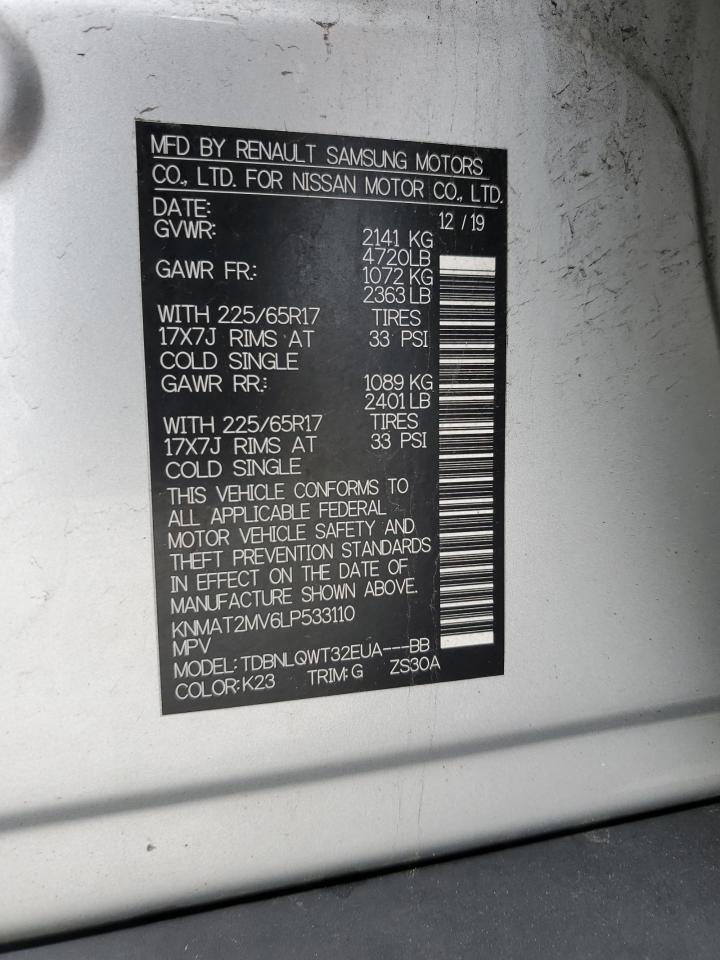 MFD BY RENAULT SAMSUNG MOTORS
CO., LTD. FOR NISSAN MOTOR CO., LTD.
DATE: 12 / 19
GVWR: 2141 KG
4720LB
GAWR FR.: 1072 KG
2363 LB
WITH 225/65R17 TIRES
17X7J RIMS AT 33 PSI
COLD SINGLE
GAWR RR.: 1089 KG
2401 LB
WITH 225/65R17 TIRES
17X7J RIMS AT 33 PSI
COLD SINGLE
THIS VEHICLE CONFORMS TO
ALL APPLICABLE FEDERAL
MOTOR VEHICLE SAFETY AND
THEFT PREVENTION STANDARDS
IN EFFECT ON THE DATE OF
MANUFACTURE SHOWN ABOVE.
KNMAT2MV6LP533110
MPV
MODEL: TDBNLQWT32EUA---BB
COLOR:K23 TRIM:G ZS30A